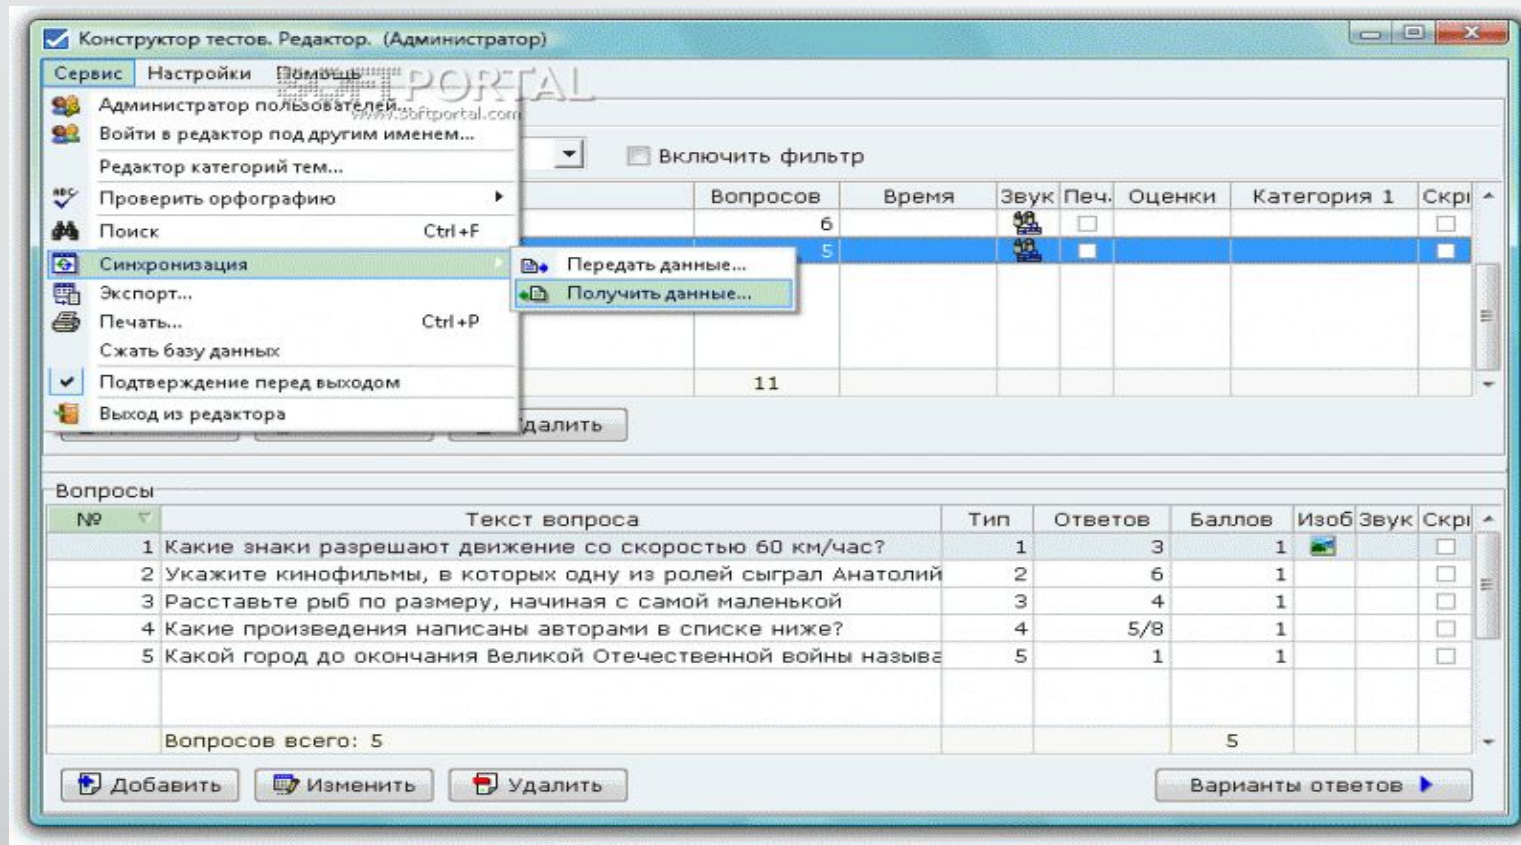 Конструктор тестов. Редактор. (Администратор)
Сервис Настройки Помощь
SOFTPORTAL
www.softportal.com
Администратор пользователей...
Войти в редактор под другим именем...
Редактор категорий тем...
Включить фильтр
Проверить орфографию
Вопросов Время Звук Печ. Оценки Категория 1 Скры
6
Поиск Ctrl+F
5
Синхронизация
Передать данные...
Экспорт...
Получить данные...
Печать... Ctrl+P
Сжать базу данных
Подтверждение перед выходом
11
Выход из редактора
далить
Вопросы
№ Текст вопроса Тип Ответов Баллов Изоб Звук Скры
1 Какие знаки разрешают движение со скоростью 60 км/час? 1 3 1
2 Укажите кинофильмы, в которых одну из ролей сыграл Анатолий 2 6 1
3 Расставьте рыб по размеру, начиная с самой маленькой 3 4 1
4 Какие произведения написаны авторами в списке ниже? 4 5/8 1
5 Какой город до окончания Великой Отечественной войны называ 5 1 1
Вопросов всего: 5 5
Добавить Изменить Удалить Варианты ответов